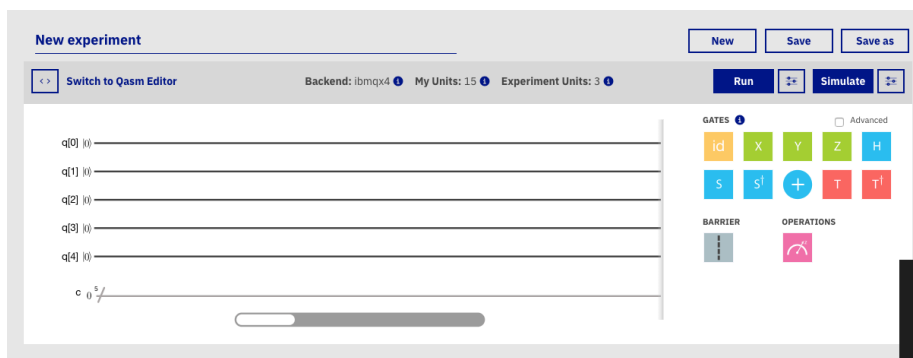 New experiment
New Save Save as
<> Switch to Qasm Editor Backend: ibmqx4 My Units: 15 Experiment Units: 3 Run Simulate
GATES Advanced
q[0] |0⟩
id X Y Z H
q[1] |0⟩
q[2] |0⟩
S S† + T T†
q[3] |0⟩
BARRIER OPERATIONS
q[4] |0⟩
c 0 5